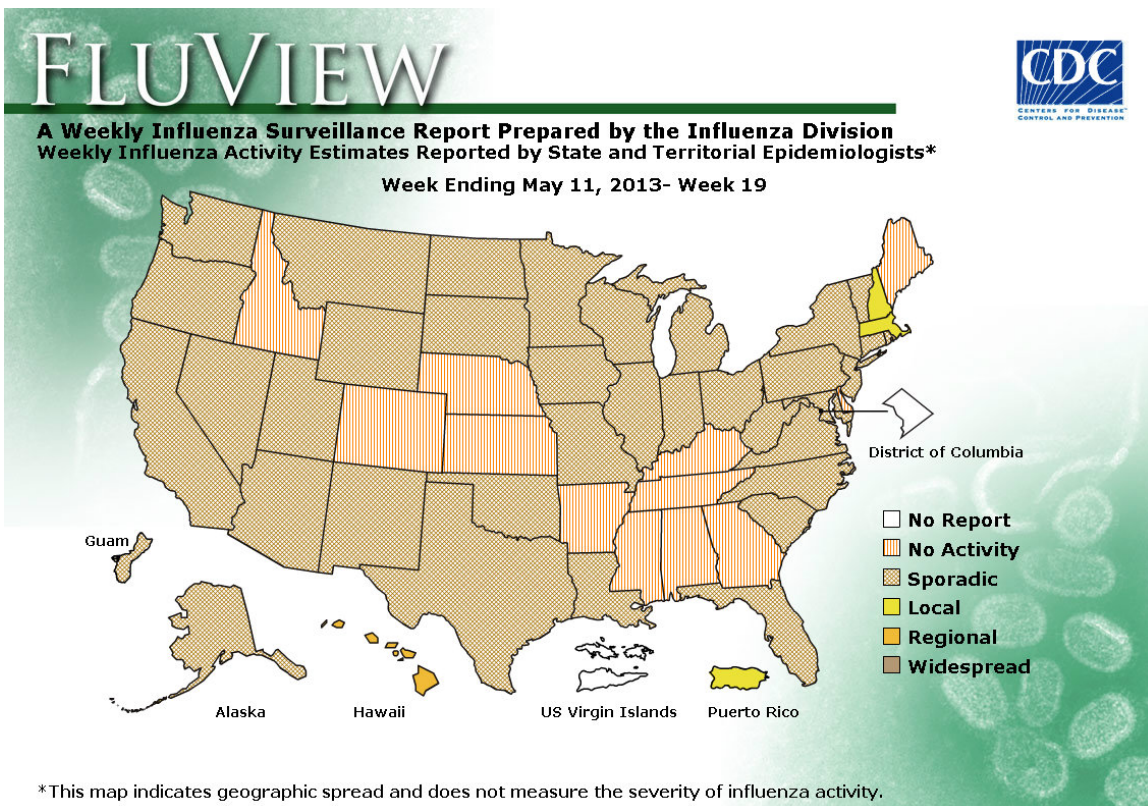 FLUVIEW
CDC
CENTERS FOR DISEASE™
CONTROL AND PREVENTION
A Weekly Influenza Surveillance Report Prepared by the Influenza Division
Weekly Influenza Activity Estimates Reported by State and Territorial Epidemiologists*
Week Ending May 11, 2013- Week 19
District of Columbia
No Report
No Activity
Sporadic
Local
Regional
Widespread
Guam
Alaska
Hawaii
US Virgin Islands
Puerto Rico
*This map indicates geographic spread and does not measure the severity of influenza activity.